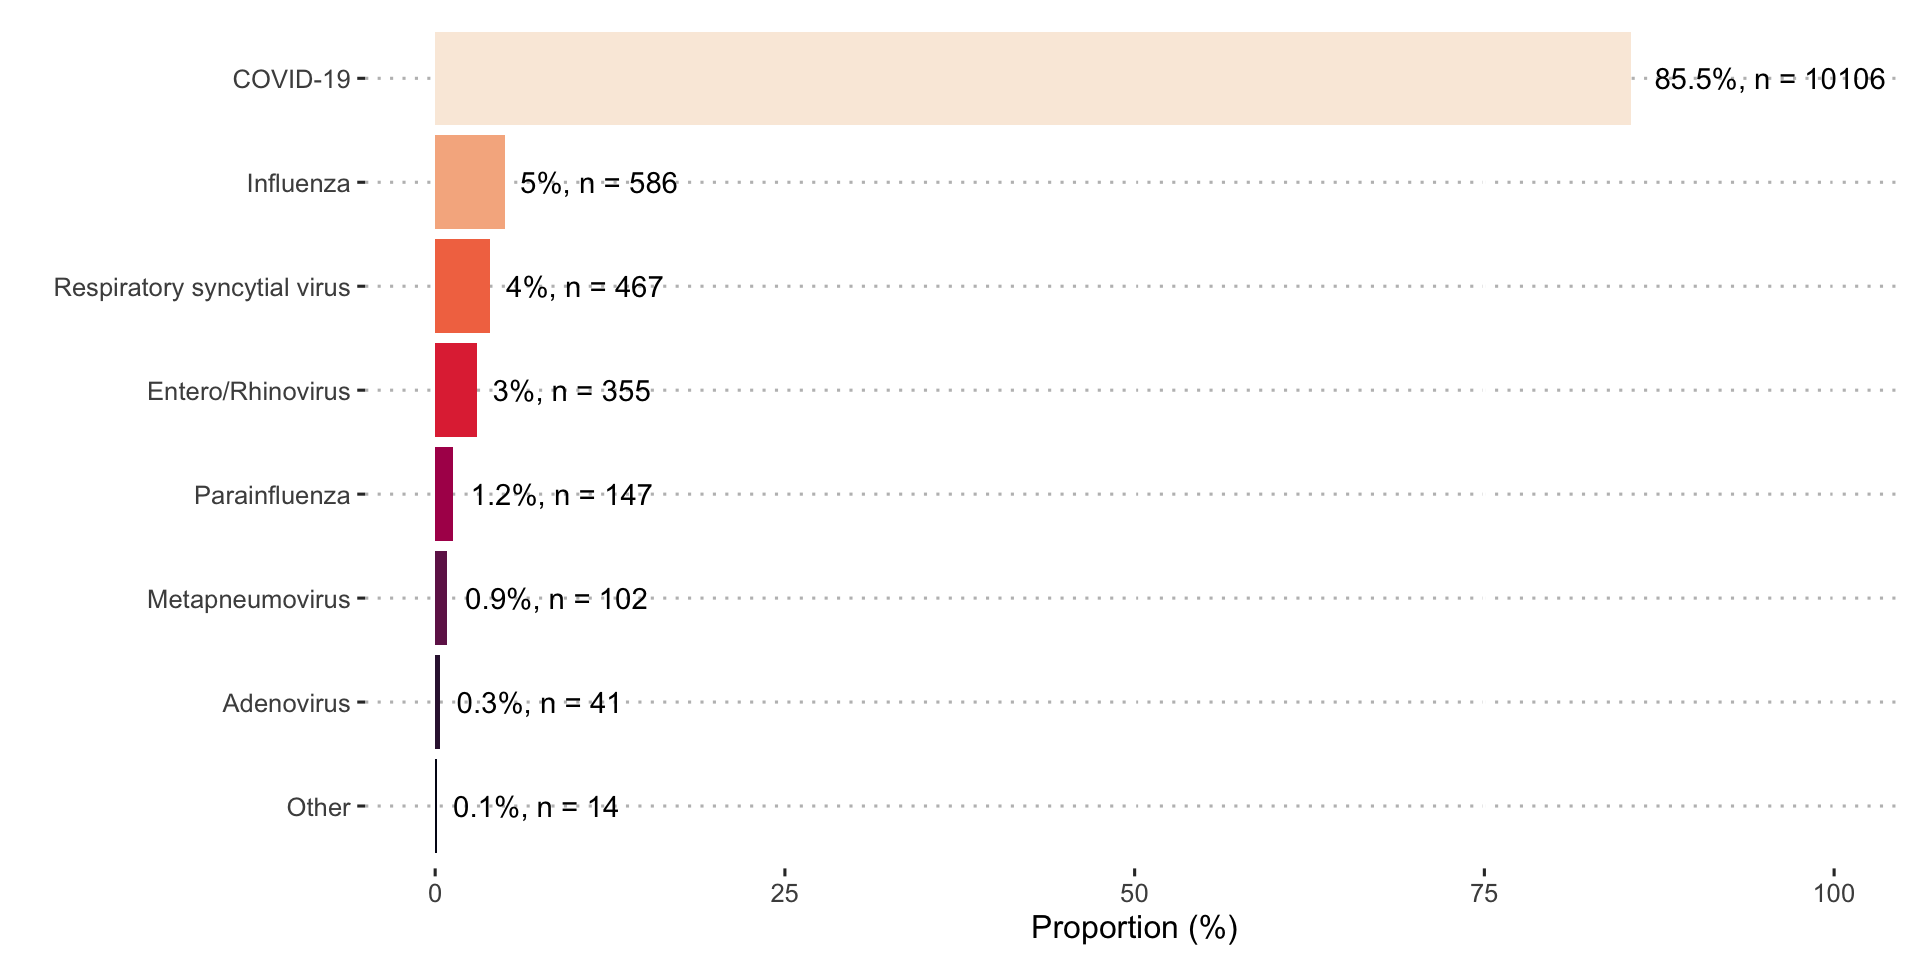 COVID-19
85.5%, n = 10106
Influenza
5%, n = 586
Respiratory syncytial virus
4%, n = 467
Entero/Rhinovirus
3%, n = 355
Parainfluenza
1.2%, n = 147
Metapneumovirus
0.9%, n = 102
Adenovirus
0.3%, n = 41
Other
0.1%, n = 14
0 25 50 75 100
Proportion (%)